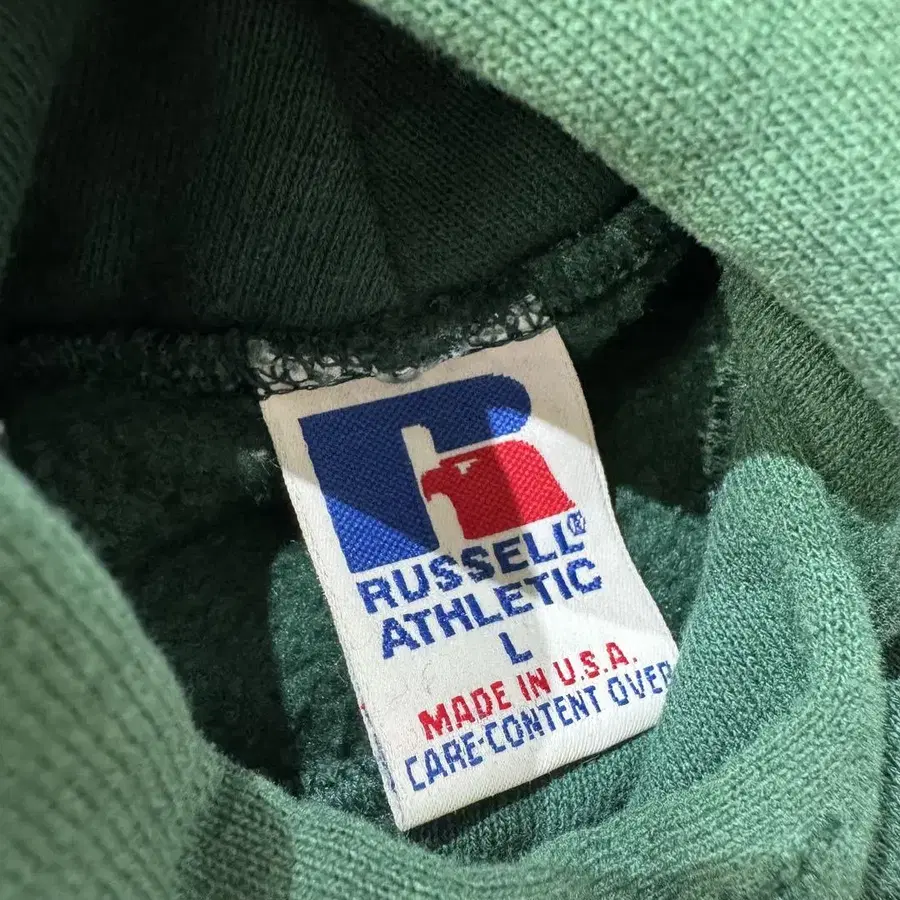 RUSSELL®
ATHLETIC
L
MADE IN U.S.A.
CARE-CONTENT OVER